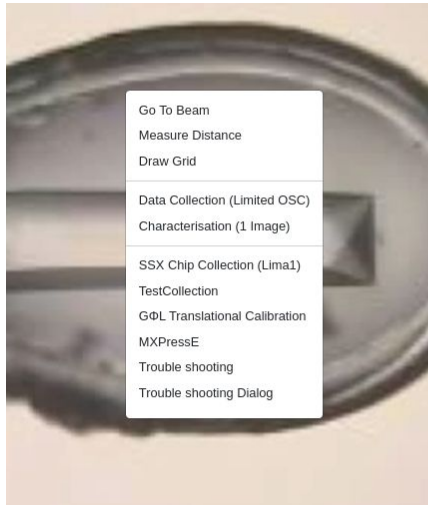 Go To Beam
Measure Distance
Draw Grid
Data Collection (Limited OSC)
Characterisation (1 Image)
SSX Chip Collection (Lima1)
TestCollection
GΦL Translational Calibration
MXPressE
Trouble shooting
Trouble shooting Dialog